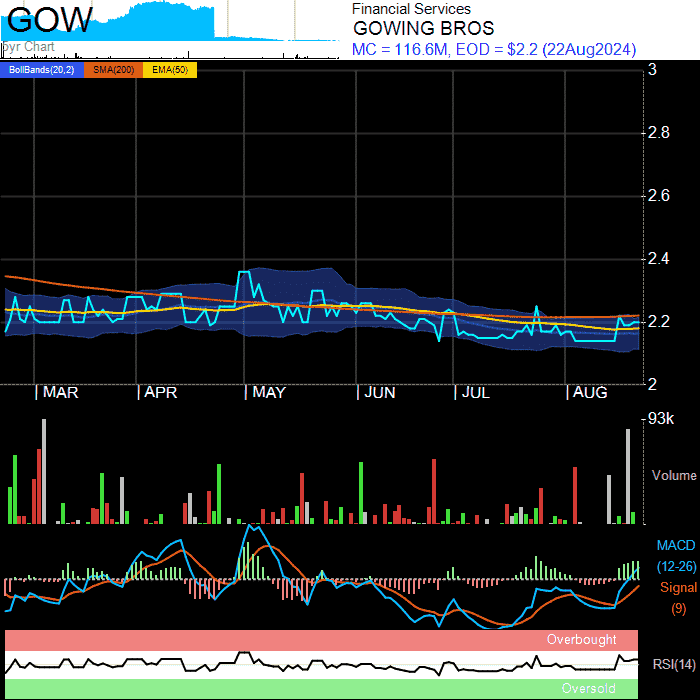 GOW
pyr Chart
Financial Services
GOWING BROS
MC = 116.6M, EOD = $2.2 (22Aug2024)
BollBands(20,2) SMA(200) EMA(50)
3
2.8
2.6
2.4
2.2
2
MAR APR MAY JUN JUL AUG
93k
Volume
MACD
(12-26)
Signal
(9)
Overbought
RSI(14)
Oversold